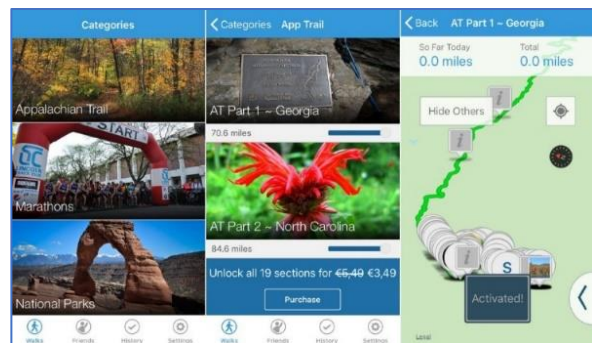 Categories
Appalachian Trail
START
Marathons
National Parks
Walks
Friends
History
Settings
Categories
App Trail
AT Part 1 ~ Georgia
70.6 miles
AT Part 2 ~ North Carolina
84.6 miles
Unlock all 19 sections for €5,49 €3,49
Purchase
Walks
Friends
History
Settings
Back
AT Part 1 ~ Georgia
So Far Today
Total
0.0 miles
0.0 miles
Hide Others
i
i
i
S
Activated!
Legal